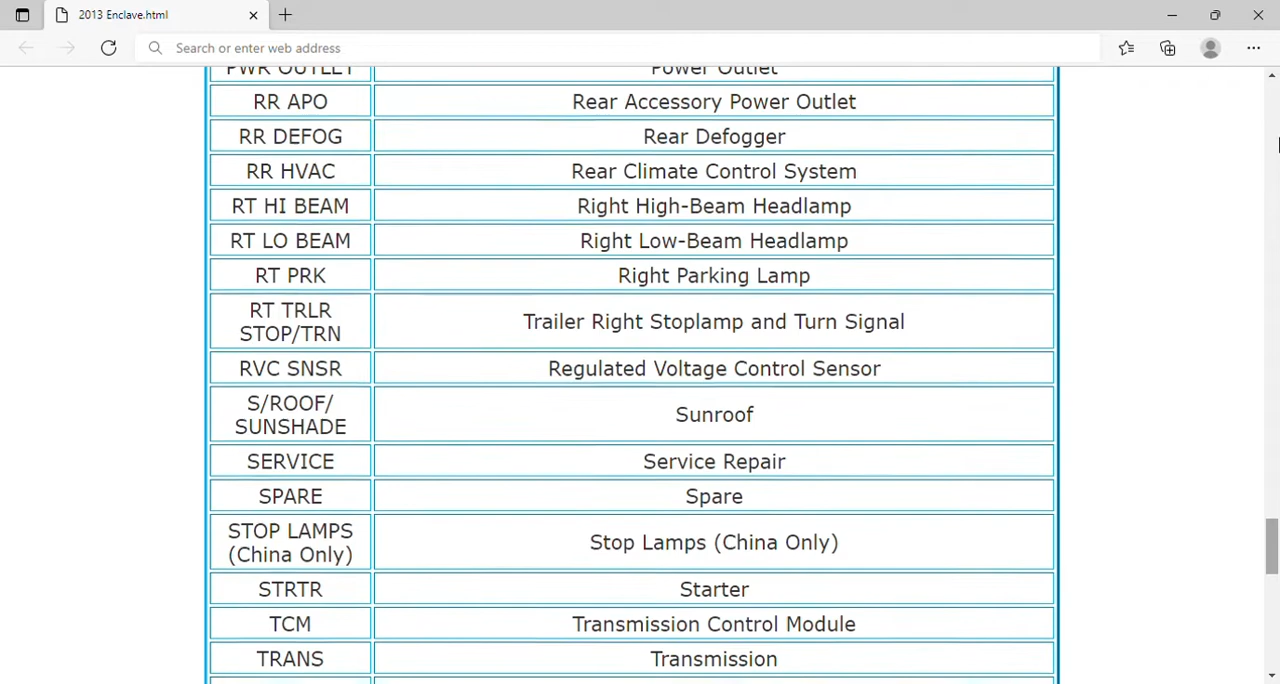 2013 Enclave.html
Search or enter web address
PWR OUTLET Power Outlet
RR APO Rear Accessory Power Outlet
RR DEFOG Rear Defogger
RR HVAC Rear Climate Control System
RT HI BEAM Right High-Beam Headlamp
RT LO BEAM Right Low-Beam Headlamp
RT PRK Right Parking Lamp
RT TRLR
STOP/TRN
Trailer Right Stoplamp and Turn Signal
RVC SNSR Regulated Voltage Control Sensor
S/ROOF/
SUNSHADE
Sunroof
SERVICE Service Repair
SPARE Spare
STOP LAMPS
(China Only)
Stop Lamps (China Only)
STRTR Starter
TCM Transmission Control Module
TRANS Transmission